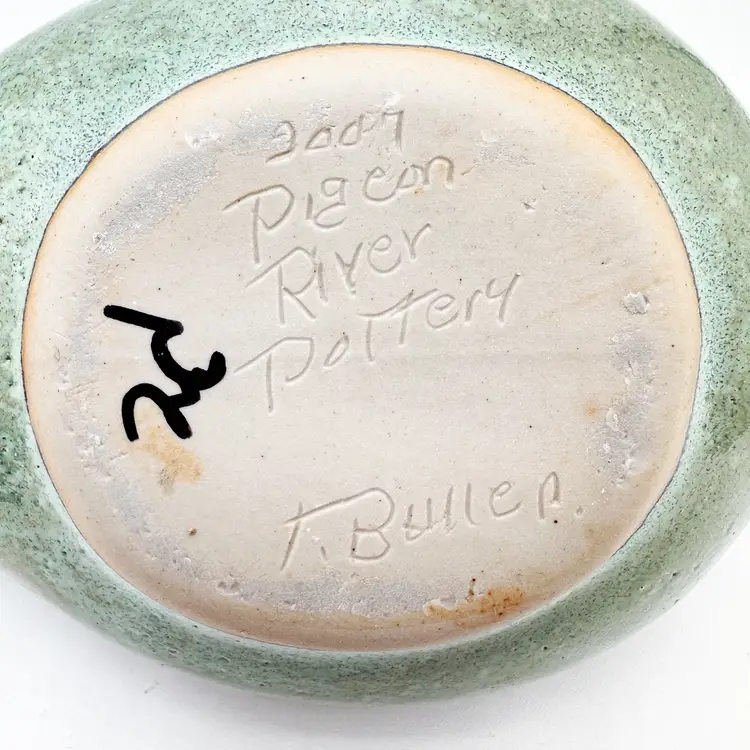 2007
Pigeon
River
Pottery
T. Buller.